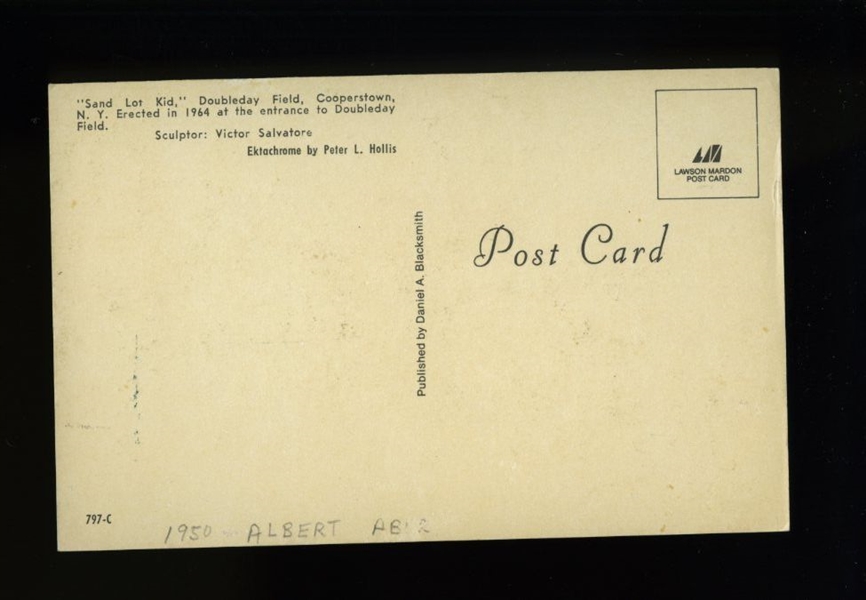 "Sand Lot Kid," Doubleday Field, Cooperstown,
N. Y. Erected in 1964 at the entrance to Doubleday
Field.
Sculptor: Victor Salvatore
Ektachrome by Peter L. Hollis
LAWSON MARDON
POST CARD
Post Card
Published by Daniel A. Blacksmith
797-C
1950 ALBERT